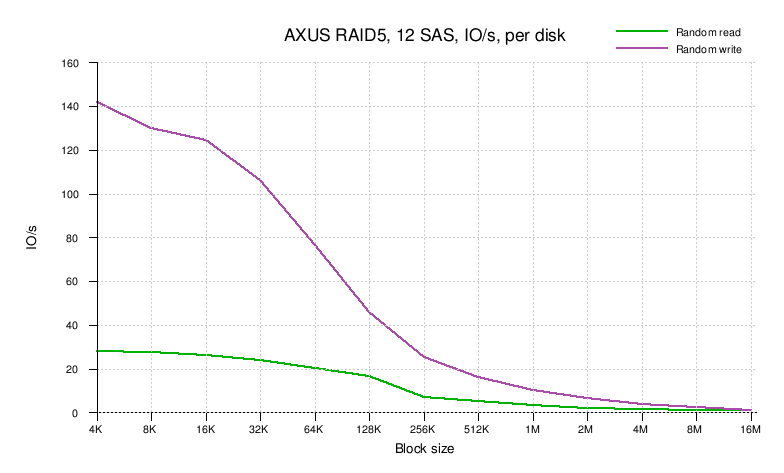 AXUS RAID5, 12 SAS, IO/s, per disk
Random read
Random write
160
140
120
100
80
60
40
20
0
IO/s
4K 8K 16K 32K 64K 128K 256K 512K 1M 2M 4M 8M 16M
Block size